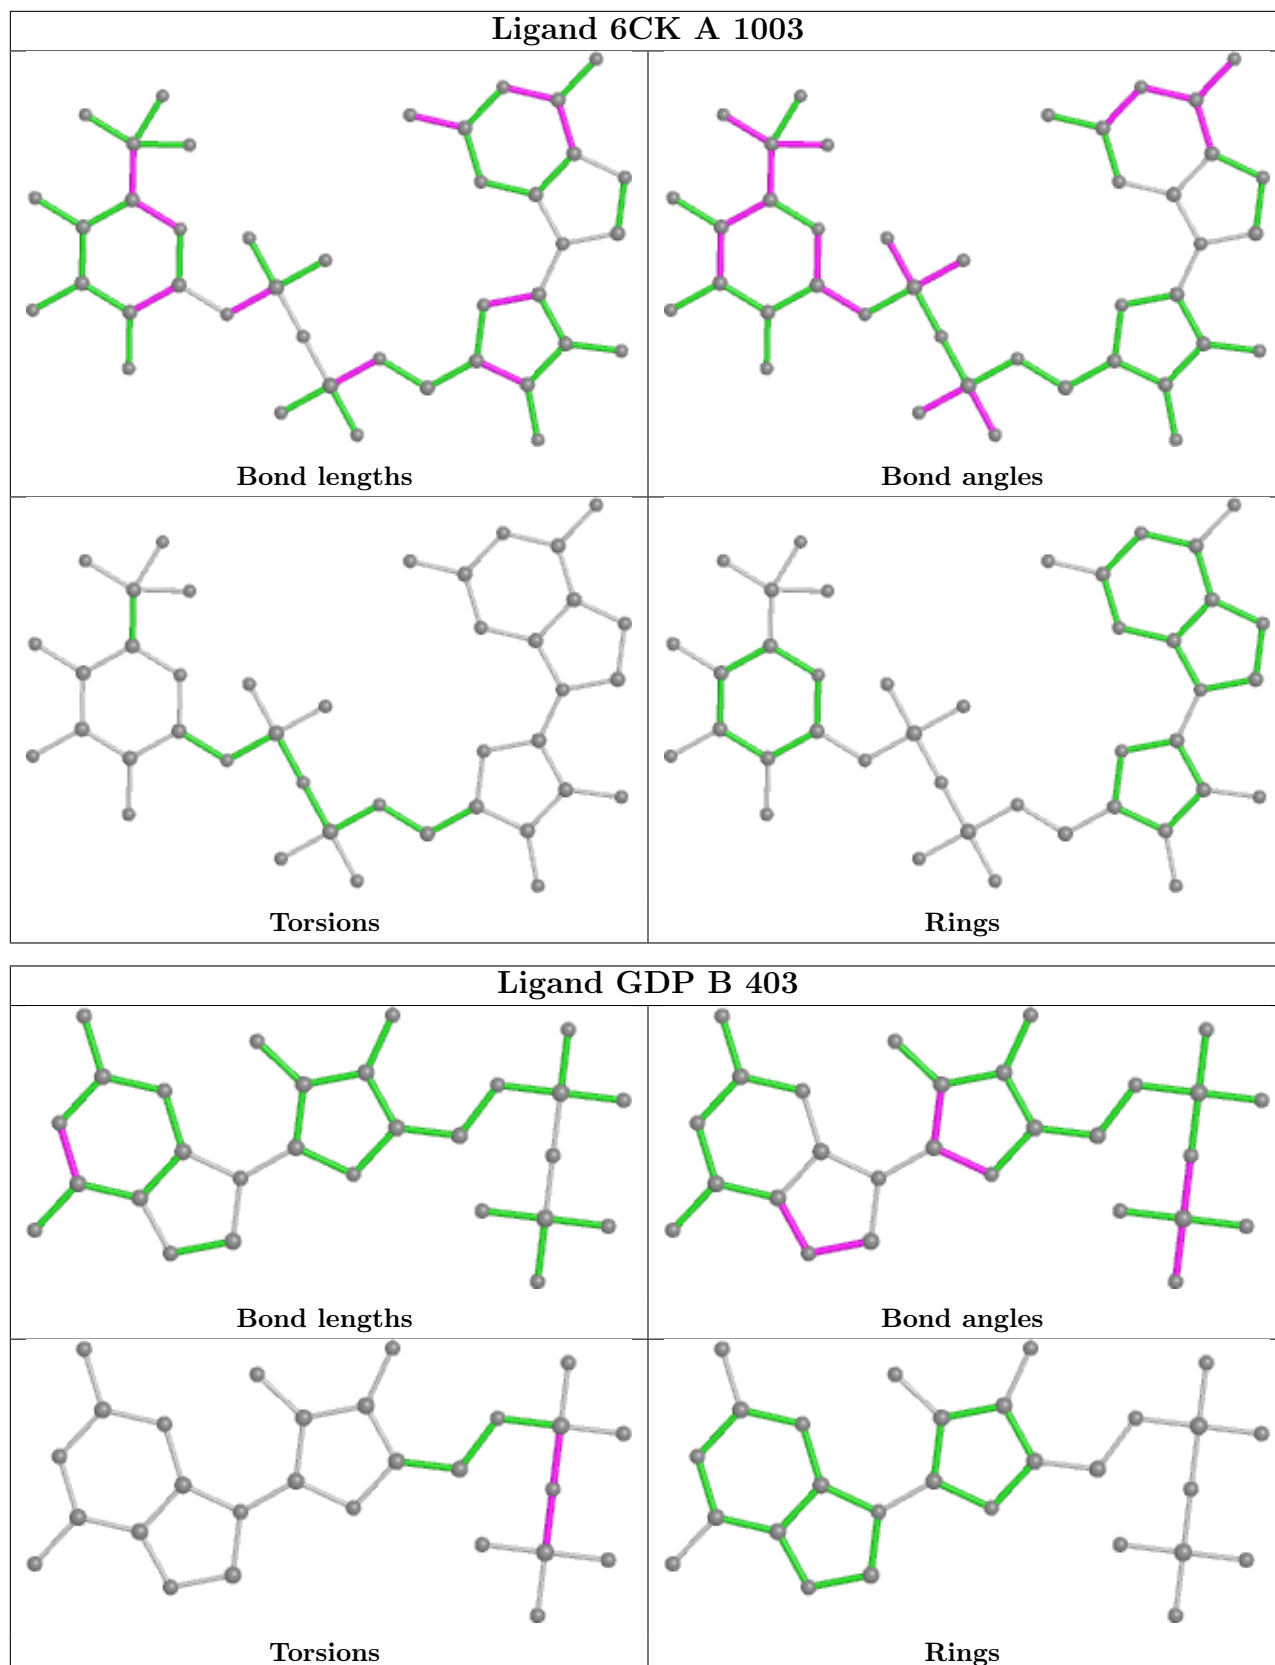 Ligand 6CK A 1003
Bond lengths
Bond angles
Torsions
Rings
Ligand GDP B 403
Bond lengths
Bond angles
Torsions
Rings